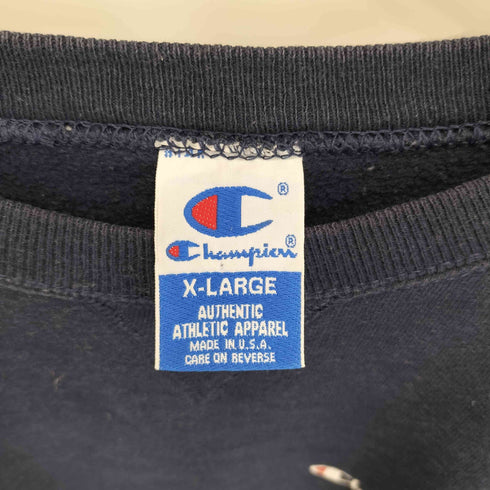 ®
Champion®
X-LARGE
AUTHENTIC
ATHLETIC APPAREL
MADE IN U.S.A.
CARE ON REVERSE